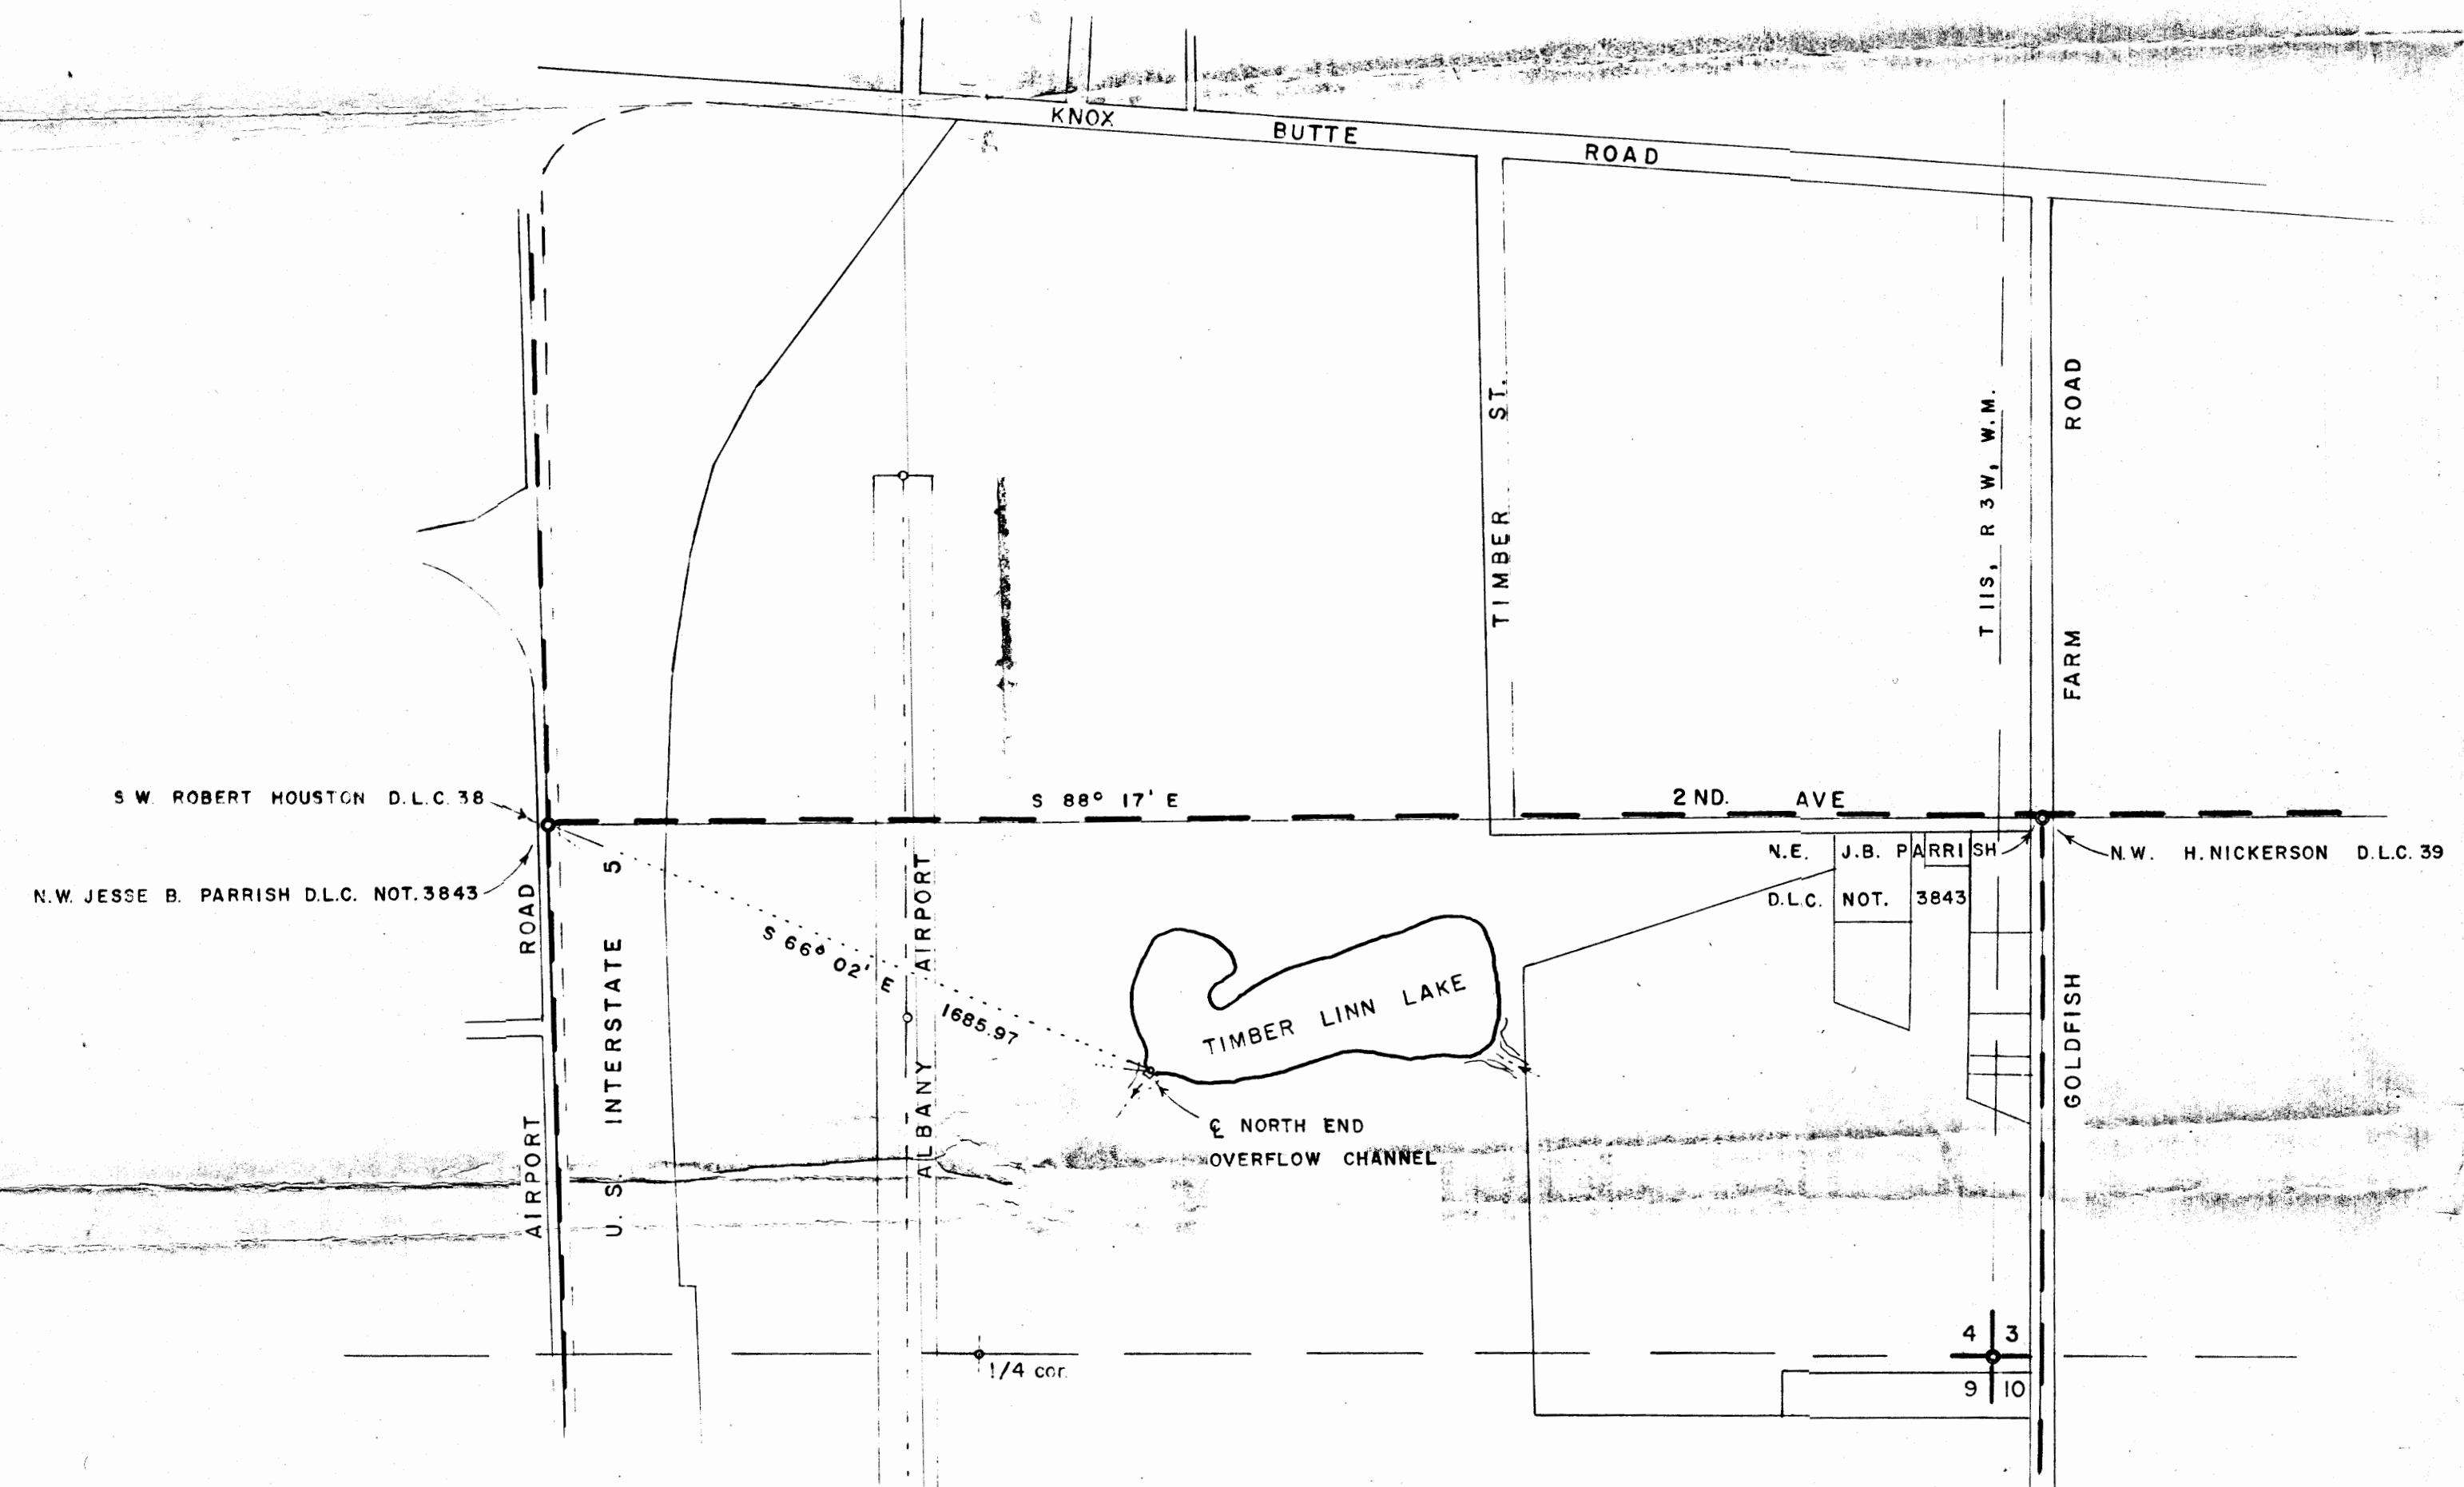 KNOX BUTTE ROAD
TIMBER ST.
T 11S, R 3W, W.M.
GOLDFISH FARM ROAD
S W. ROBERT HOUSTON D.L.C. 38
N.W. JESSE B. PARRISH D.L.C. NOT. 3843
S 88° 17' E
2 ND. AVE
N.E. J.B. PARRISH
D.L.C. NOT. 3843
N.W. H. NICKERSON D.L.C. 39
AIRPORT ROAD
U.S. INTERSTATE 5
ALBANY AIRPORT
S 66° 02' E
1685.97
TIMBER LINN LAKE
℄ NORTH END
OVERFLOW CHANNEL
1/4 cor.
4 3
9 10